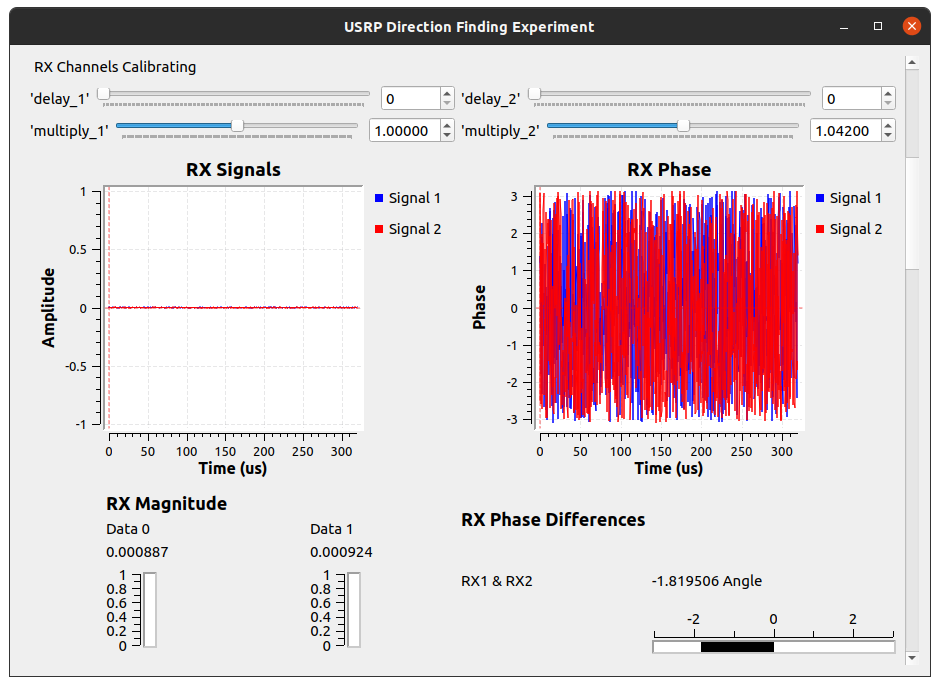 USRP Direction Finding Experiment
RX Channels Calibrating
'delay_1' 0 'delay_2' 0
'multiply_1' 1.00000 'multiply_2' 1.04200
RX Signals
1
0.5
0
-0.5
-1
Amplitude
0 50 100 150 200 250 300
Time (us)
Signal 1
Signal 2
RX Phase
3
2
1
0
-1
-2
-3
Phase
0 50 100 150 200 250 300
Time (us)
Signal 1
Signal 2
RX Magnitude
Data 0
0.000887
1
0.8
0.6
0.4
0.2
0
Data 1
0.000924
1
0.8
0.6
0.4
0.2
0
RX Phase Differences
RX1 & RX2 -1.819506 Angle
-2 0 2